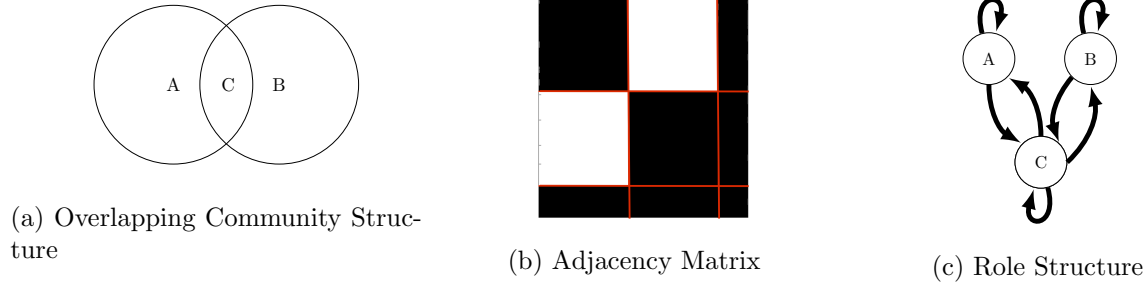 A
C
B
(a) Overlapping Community Struc-
ture
(b) Adjacency Matrix
A
B
C
(c) Role Structure